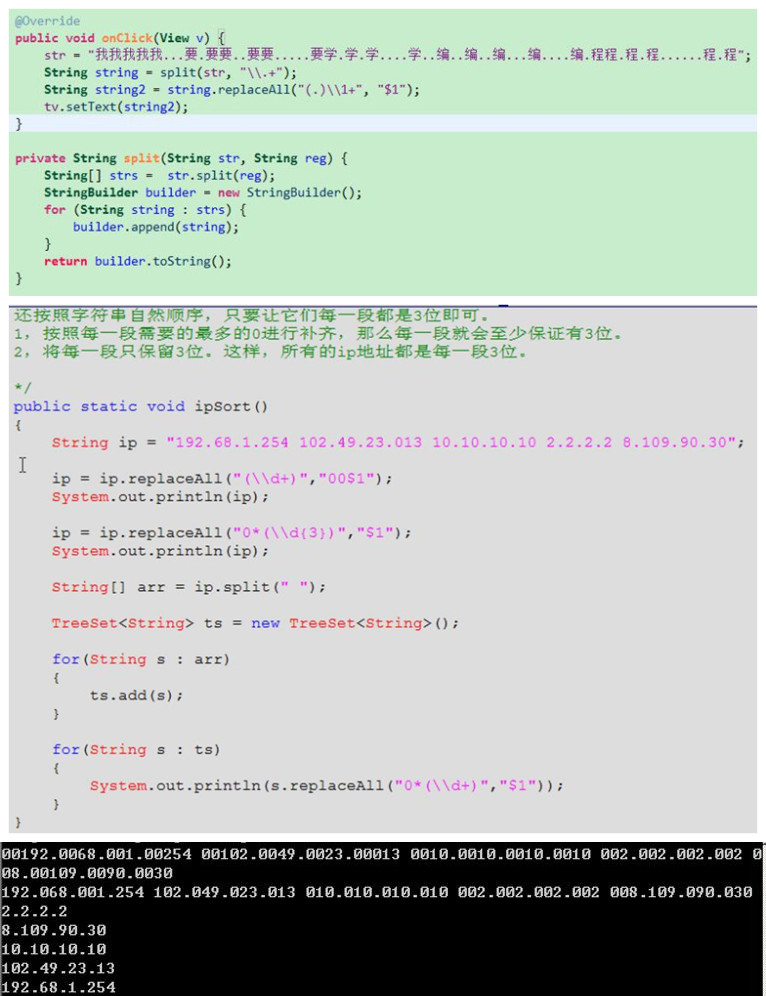 @Override
public void onClick(View v) {
str = "我我我我我...要.要要..要要.....要学.学.学....学..编..编..编...编....编.程程.程.程......程.程";
String string = split(str, "\\.+");
String string2 = string.replaceAll("(.)\\1+", "$1");
tv.setText(string2);
}
private String split(String str, String reg) {
String[] strs =  str.split(reg);
StringBuilder builder = new StringBuilder();
for (String string : strs) {
builder.append(string);
}
return builder.toString();
}
还按照字符串自然顺序，只要让它们每一段都是3位即可。
1，按照每一段需要的最多的0进行补齐，那么每一段就会至少保证有3位。
2，将每一段只保留3位。这样，所有的ip地址都是每一段3位。
*/
public static void ipSort()
{
String ip = "192.68.1.254 102.49.23.013 10.10.10.10 2.2.2.2 8.109.90.30";
ip = ip.replaceAll("(\\d+)","00$1");
System.out.println(ip);
ip = ip.replaceAll("0*(\\d{3})","$1");
System.out.println(ip);
String[] arr = ip.split(" ");
TreeSet<String> ts = new TreeSet<String>();
for(String s : arr)
{
ts.add(s);
}
for(String s : ts)
{
System.out.println(s.replaceAll("0*(\\d+)","$1"));
}
}
00192.0068.001.00254 00102.0049.0023.00013 0010.0010.0010.0010 002.002.002.002 0
08.00109.0090.0030
192.068.001.254 102.049.023.013 010.010.010.010 002.002.002.002 008.109.090.030
2.2.2.2
8.109.90.30
10.10.10.10
102.49.23.13
192.68.1.254